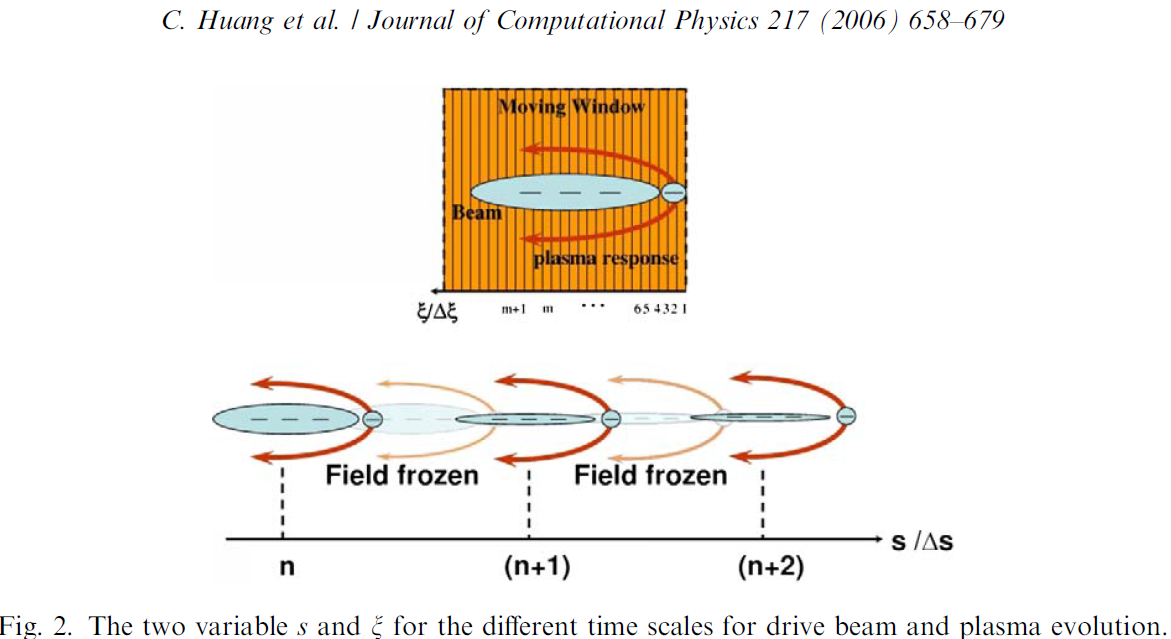 C. Huang et al. / Journal of Computational Physics 217 (2006) 658–679
Moving Window
Beam
plasma response
ξ/Δξ m+1 m ··· 6 5 4 3 2 1
Field frozen Field frozen
s /Δs
n (n+1) (n+2)
Fig. 2. The two variable s and ξ for the different time scales for drive beam and plasma evolution.